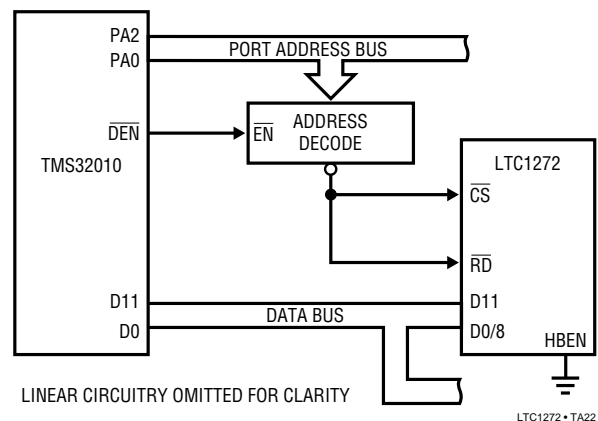 PA2
PA0
PORT ADDRESS BUS
DEN
EN
ADDRESS
DECODE
TMS32010
LTC1272
CS
RD
D11
D0
DATA BUS
D11
D0/8
HBEN
LINEAR CIRCUITRY OMITTED FOR CLARITY
LTC1272 • TA22